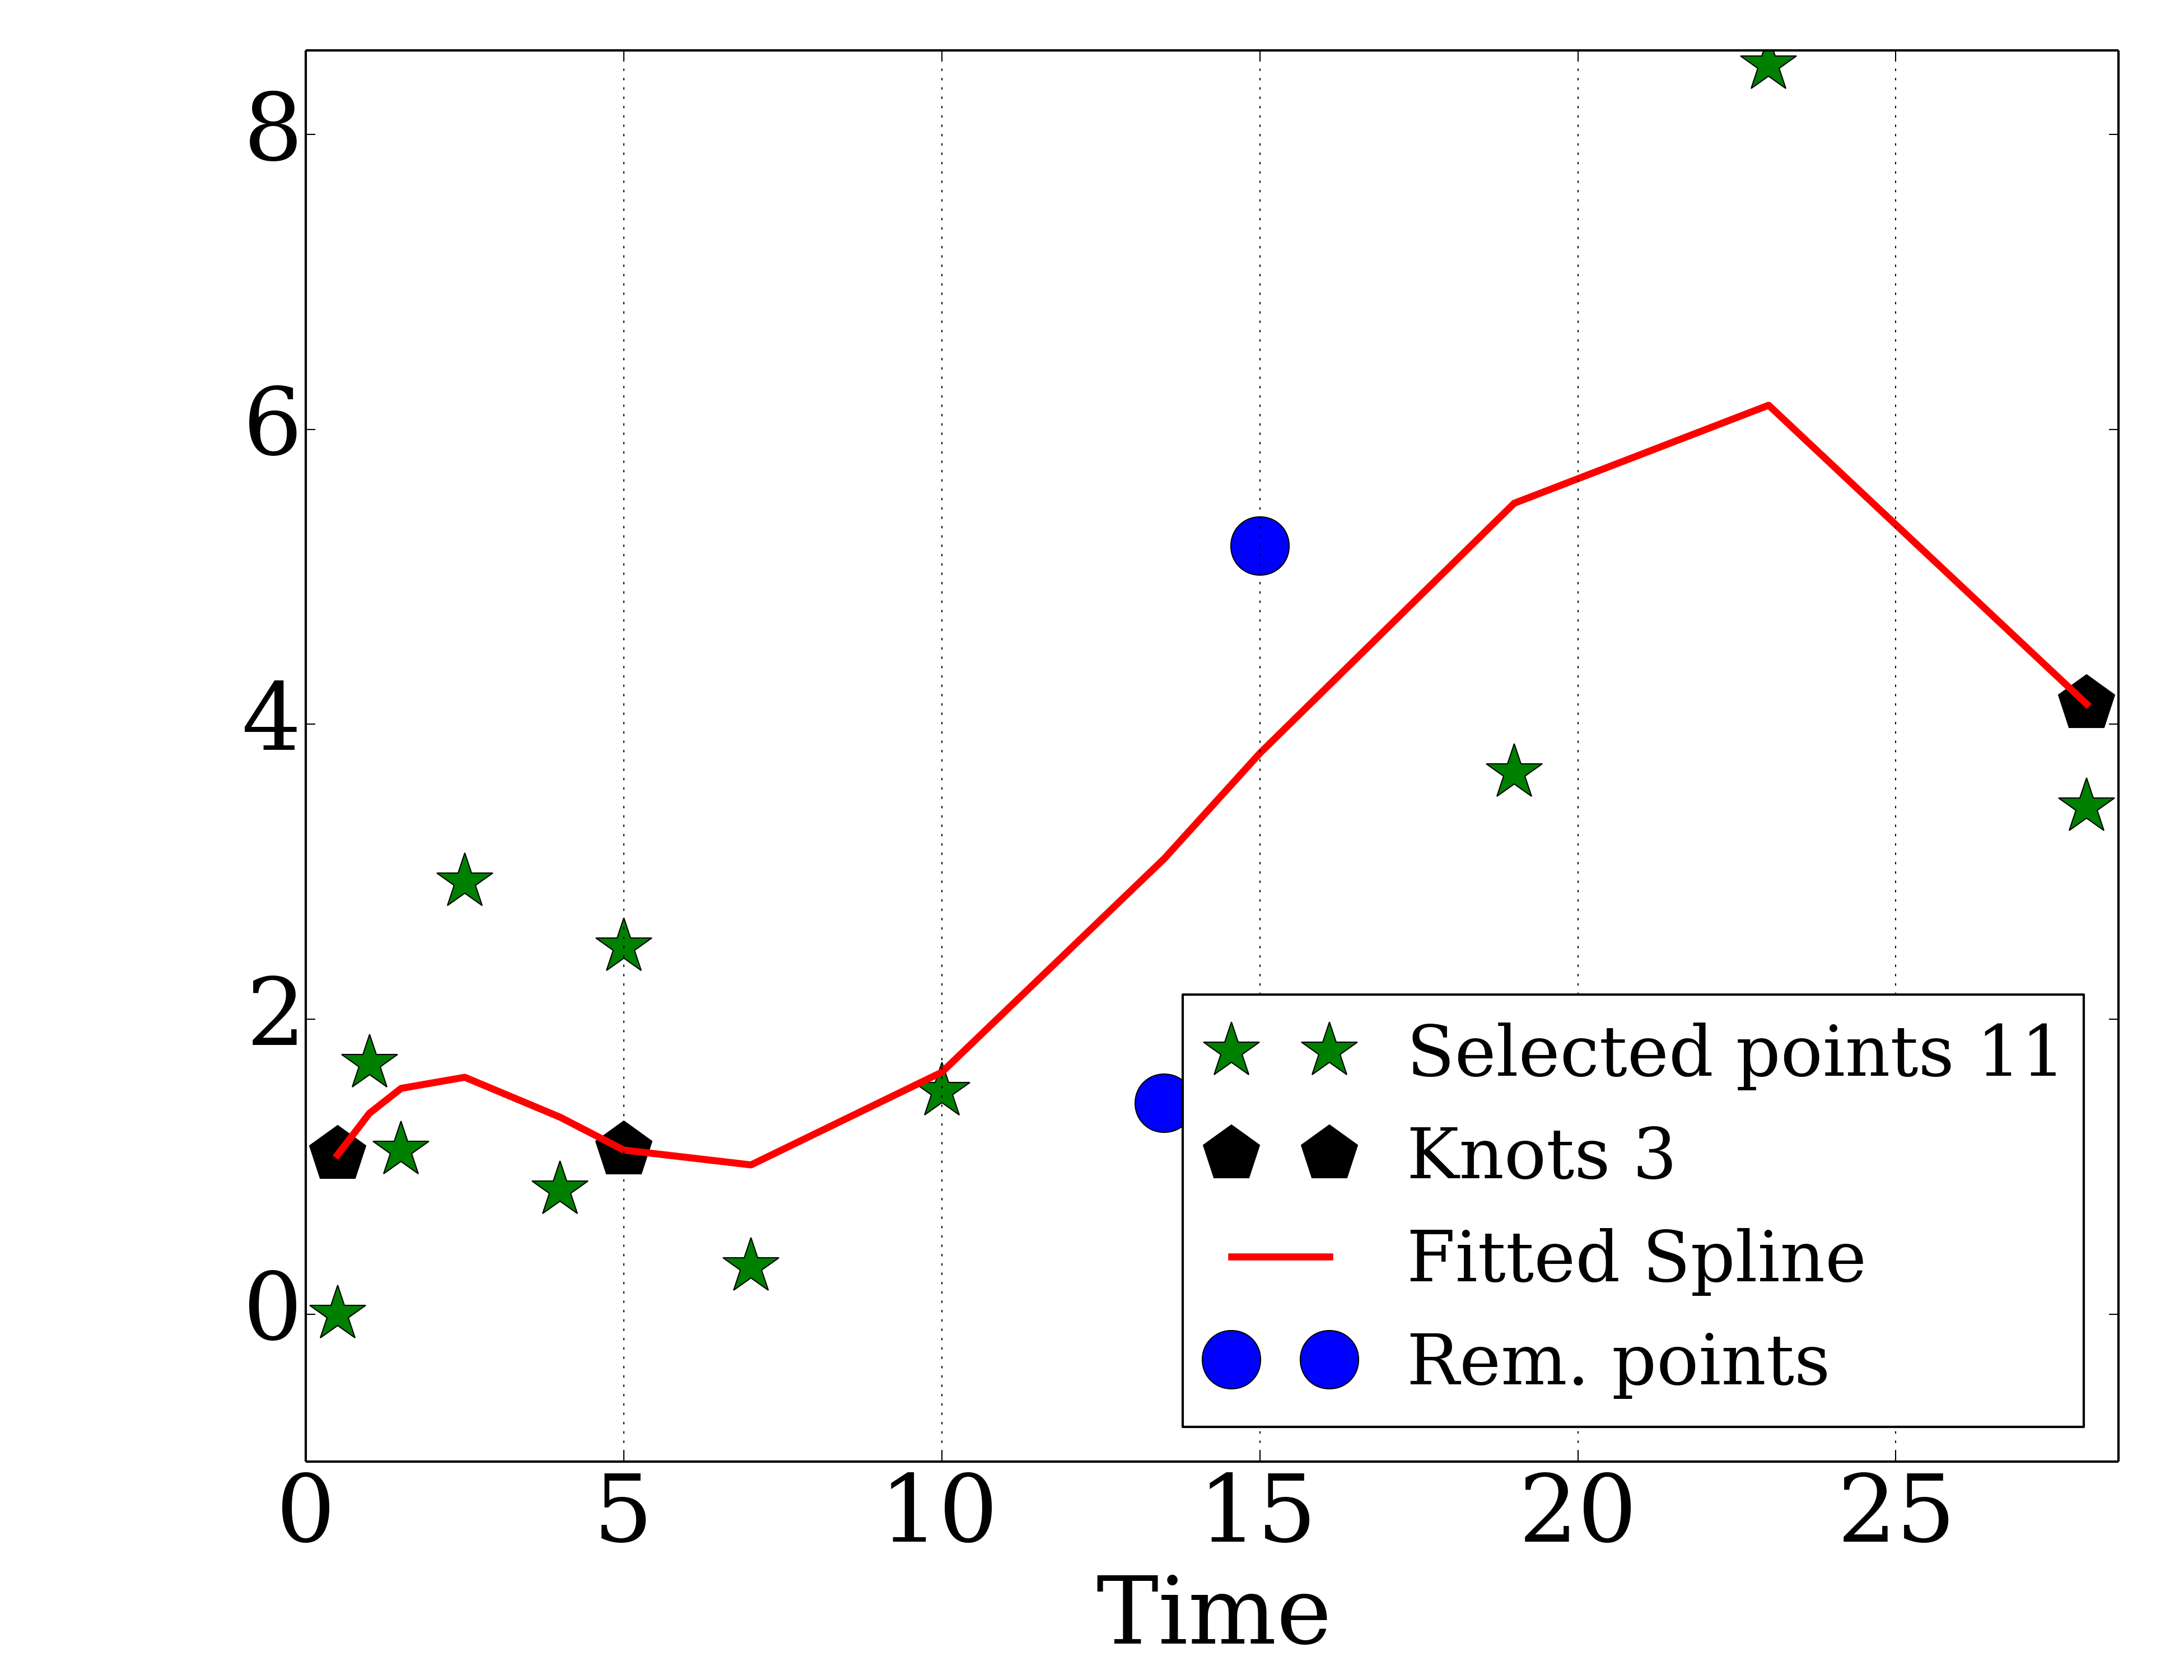 8
6
4
2
0
Selected points 11
Knots 3
Fitted Spline
Rem. points
0 5 10 15 20 25
Time